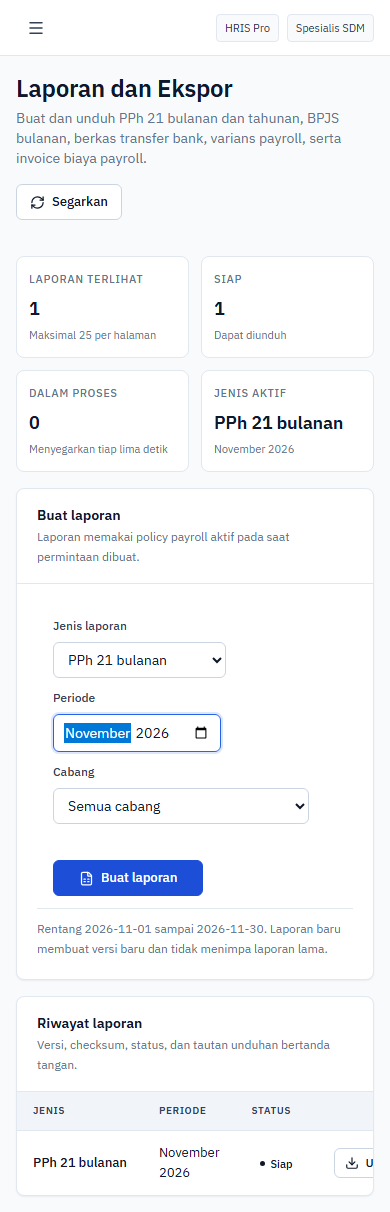 HRIS Pro
Spesialis SDM
Laporan dan Ekspor
Buat dan unduh PPh 21 bulanan dan tahunan, BPJS
bulanan, berkas transfer bank, varians payroll, serta
invoice biaya payroll.
Segarkan
LAPORAN TERLIHAT
1
Maksimal 25 per halaman
SIAP
1
Dapat diunduh
DALAM PROSES
0
Menyegarkan tiap lima detik
JENIS AKTIF
PPh 21 bulanan
November 2026
Buat laporan
Laporan memakai policy payroll aktif pada saat
permintaan dibuat.
Jenis laporan
PPh 21 bulanan
Periode
November 2026
Cabang
Semua cabang
Buat laporan
Rentang 2026-11-01 sampai 2026-11-30. Laporan baru
membuat versi baru dan tidak menimpa laporan lama.
Riwayat laporan
Versi, checksum, status, dan tautan unduhan bertanda
tangan.
JENIS PERIODE STATUS
PPh 21 bulanan
November
2026
Siap